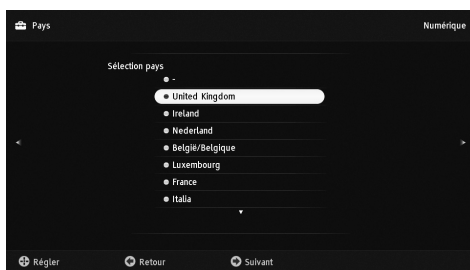 Pays
Numérique
Sélection pays
-
United Kingdom
Ireland
Nederland
België/Belgique
Luxembourg
France
Italia
Régler
Retour
Suivant